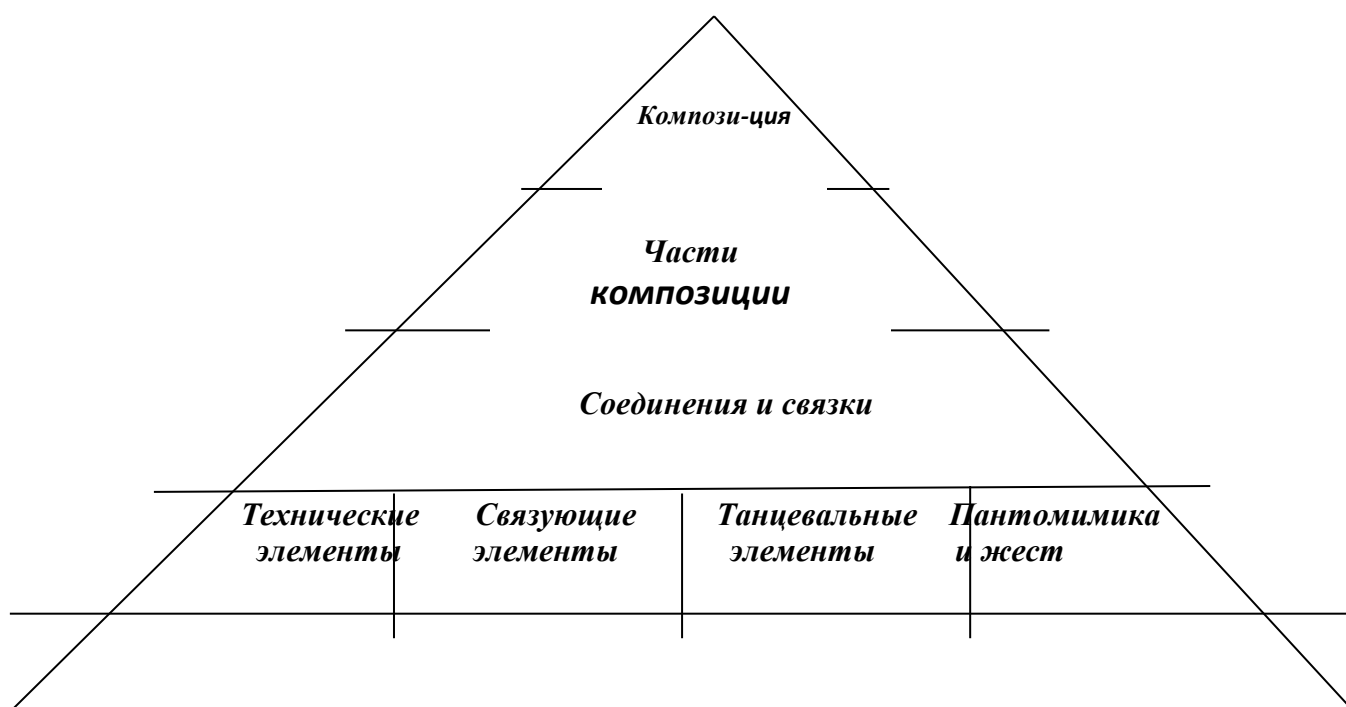 Компози-ция
Части
композиции
Соединения и связки
Технические
элементы
Связующие
элементы
Танцевальные
элементы
Пантомимика
и жест